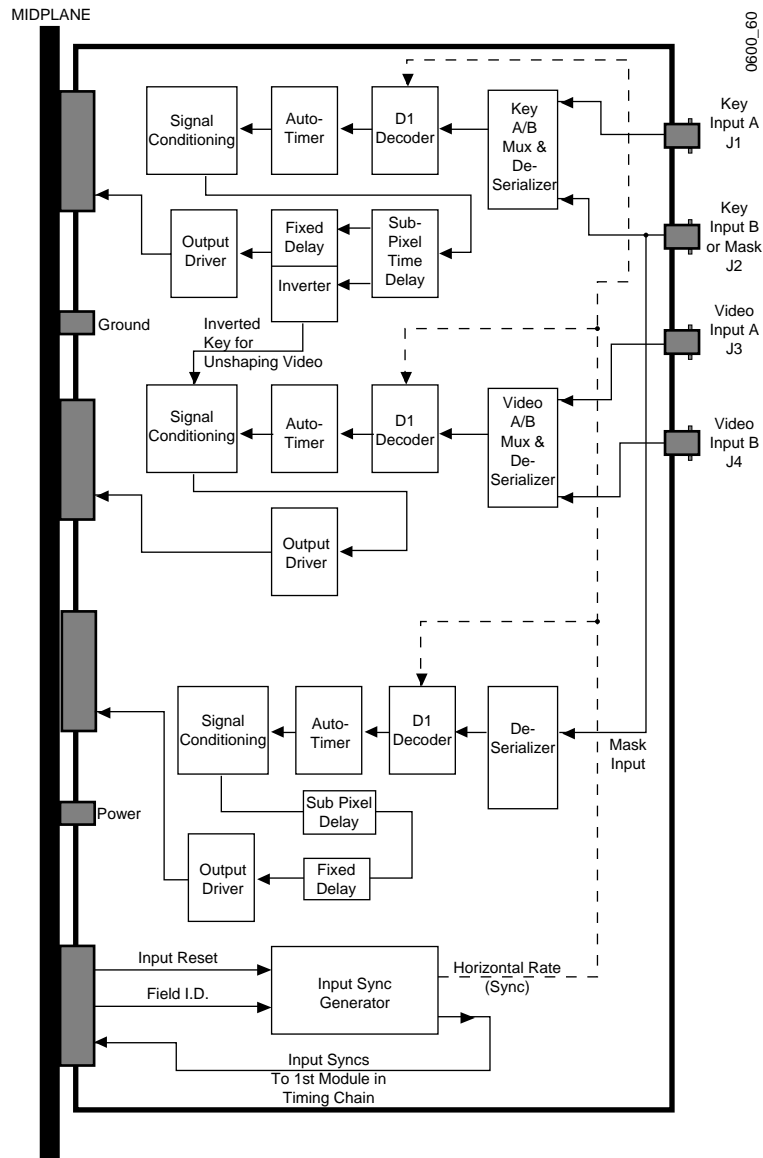 MIDPLANE
0600_60
Signal
Conditioning
Auto-
Timer
D1
Decoder
Key
A/B
Mux &
De-
Serializer
Key
Input A
J1
Key
Input B
or Mask
J2
Output
Driver
Fixed
Delay
Inverter
Sub-
Pixel
Time
Delay
Ground
Inverted
Key for
Unshaping Video
Video
Input A
J3
Signal
Conditioning
Auto-
Timer
D1
Decoder
Video
A/B
Mux &
De-
Serializer
Video
Input B
J4
Output
Driver
Signal
Conditioning
Auto-
Timer
D1
Decoder
De-
Serializer
Mask
Input
Power
Sub Pixel
Delay
Output
Driver
Fixed
Delay
Input Reset
Field I.D.
Input Sync
Generator
Horizontal Rate
(Sync)
Input Syncs
To 1st Module in
Timing Chain